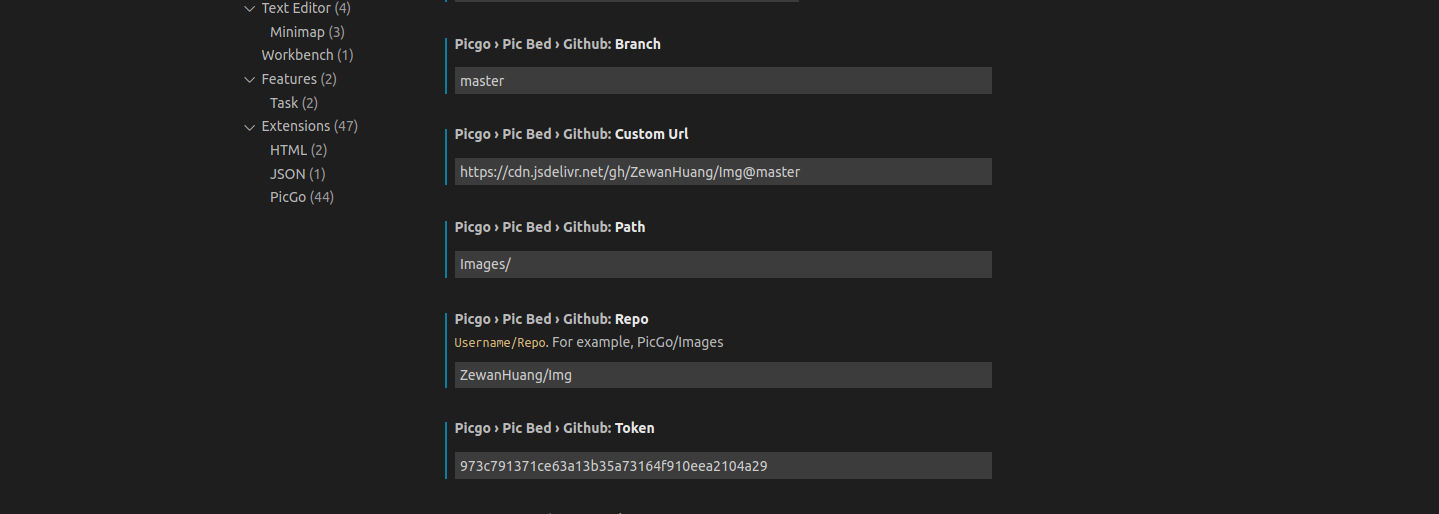 Text Editor (4)
Minimap (3)
Workbench (1)
Features (2)
Task (2)
Extensions (47)
HTML (2)
JSON (1)
PicGo (44)
Picgo › Pic Bed › Github: Branch
master
Picgo › Pic Bed › Github: Custom Url
https://cdn.jsdelivr.net/gh/ZewanHuang/Img@master
Picgo › Pic Bed › Github: Path
Images/
Picgo › Pic Bed › Github: Repo
Username/Repo. For example, PicGo/Images
ZewanHuang/Img
Picgo › Pic Bed › Github: Token
973c791371ce63a13b35a73164f910eea2104a29